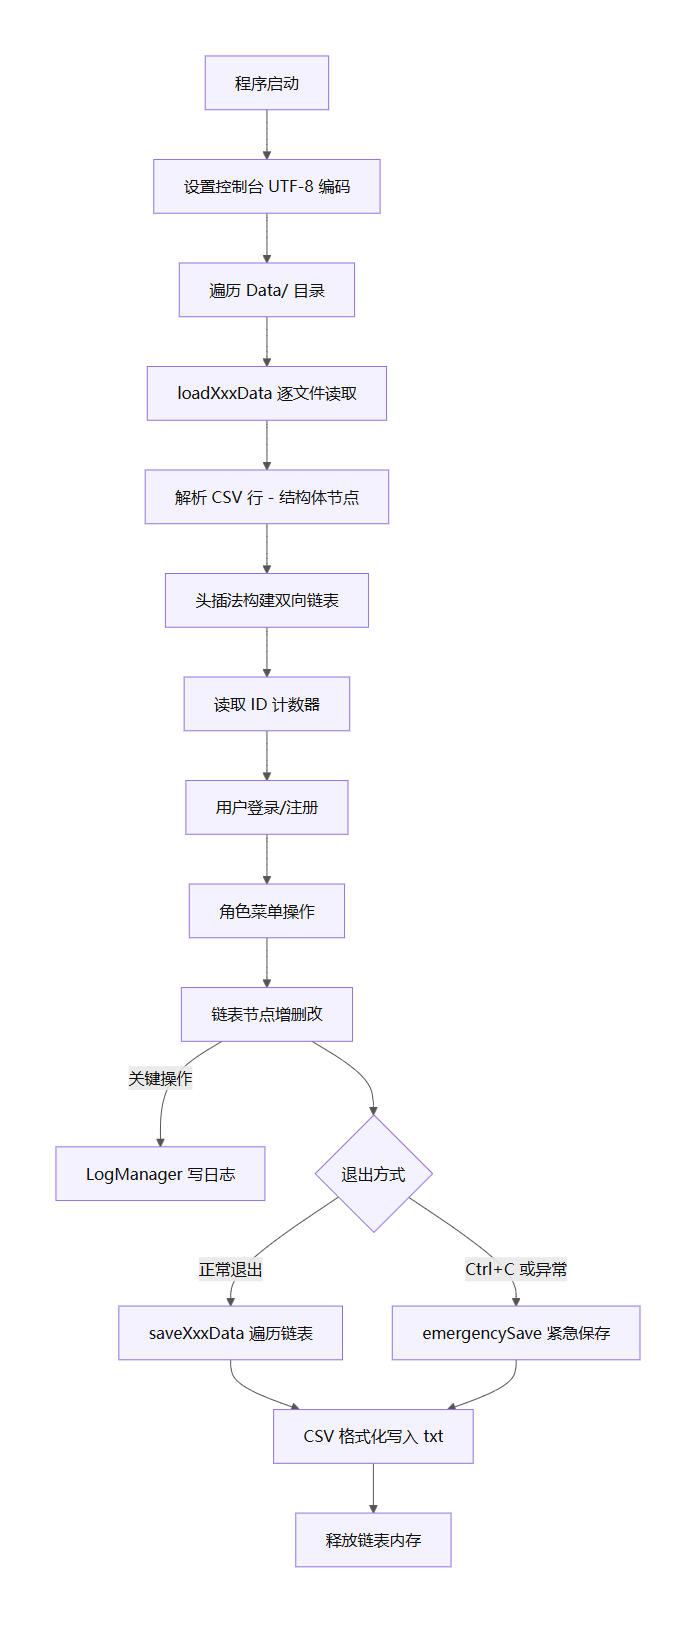 程序启动
设置控制台 UTF-8 编码
遍历 Data/ 目录
loadXxxData 逐文件读取
解析 CSV 行 - 结构体节点
头插法构建双向链表
读取 ID 计数器
用户登录/注册
角色菜单操作
链表节点增删改
关键操作
LogManager 写日志
退出方式
正常退出
Ctrl+C 或异常
saveXxxData 遍历链表
emergencySave 紧急保存
CSV 格式化写入 txt
释放链表内存